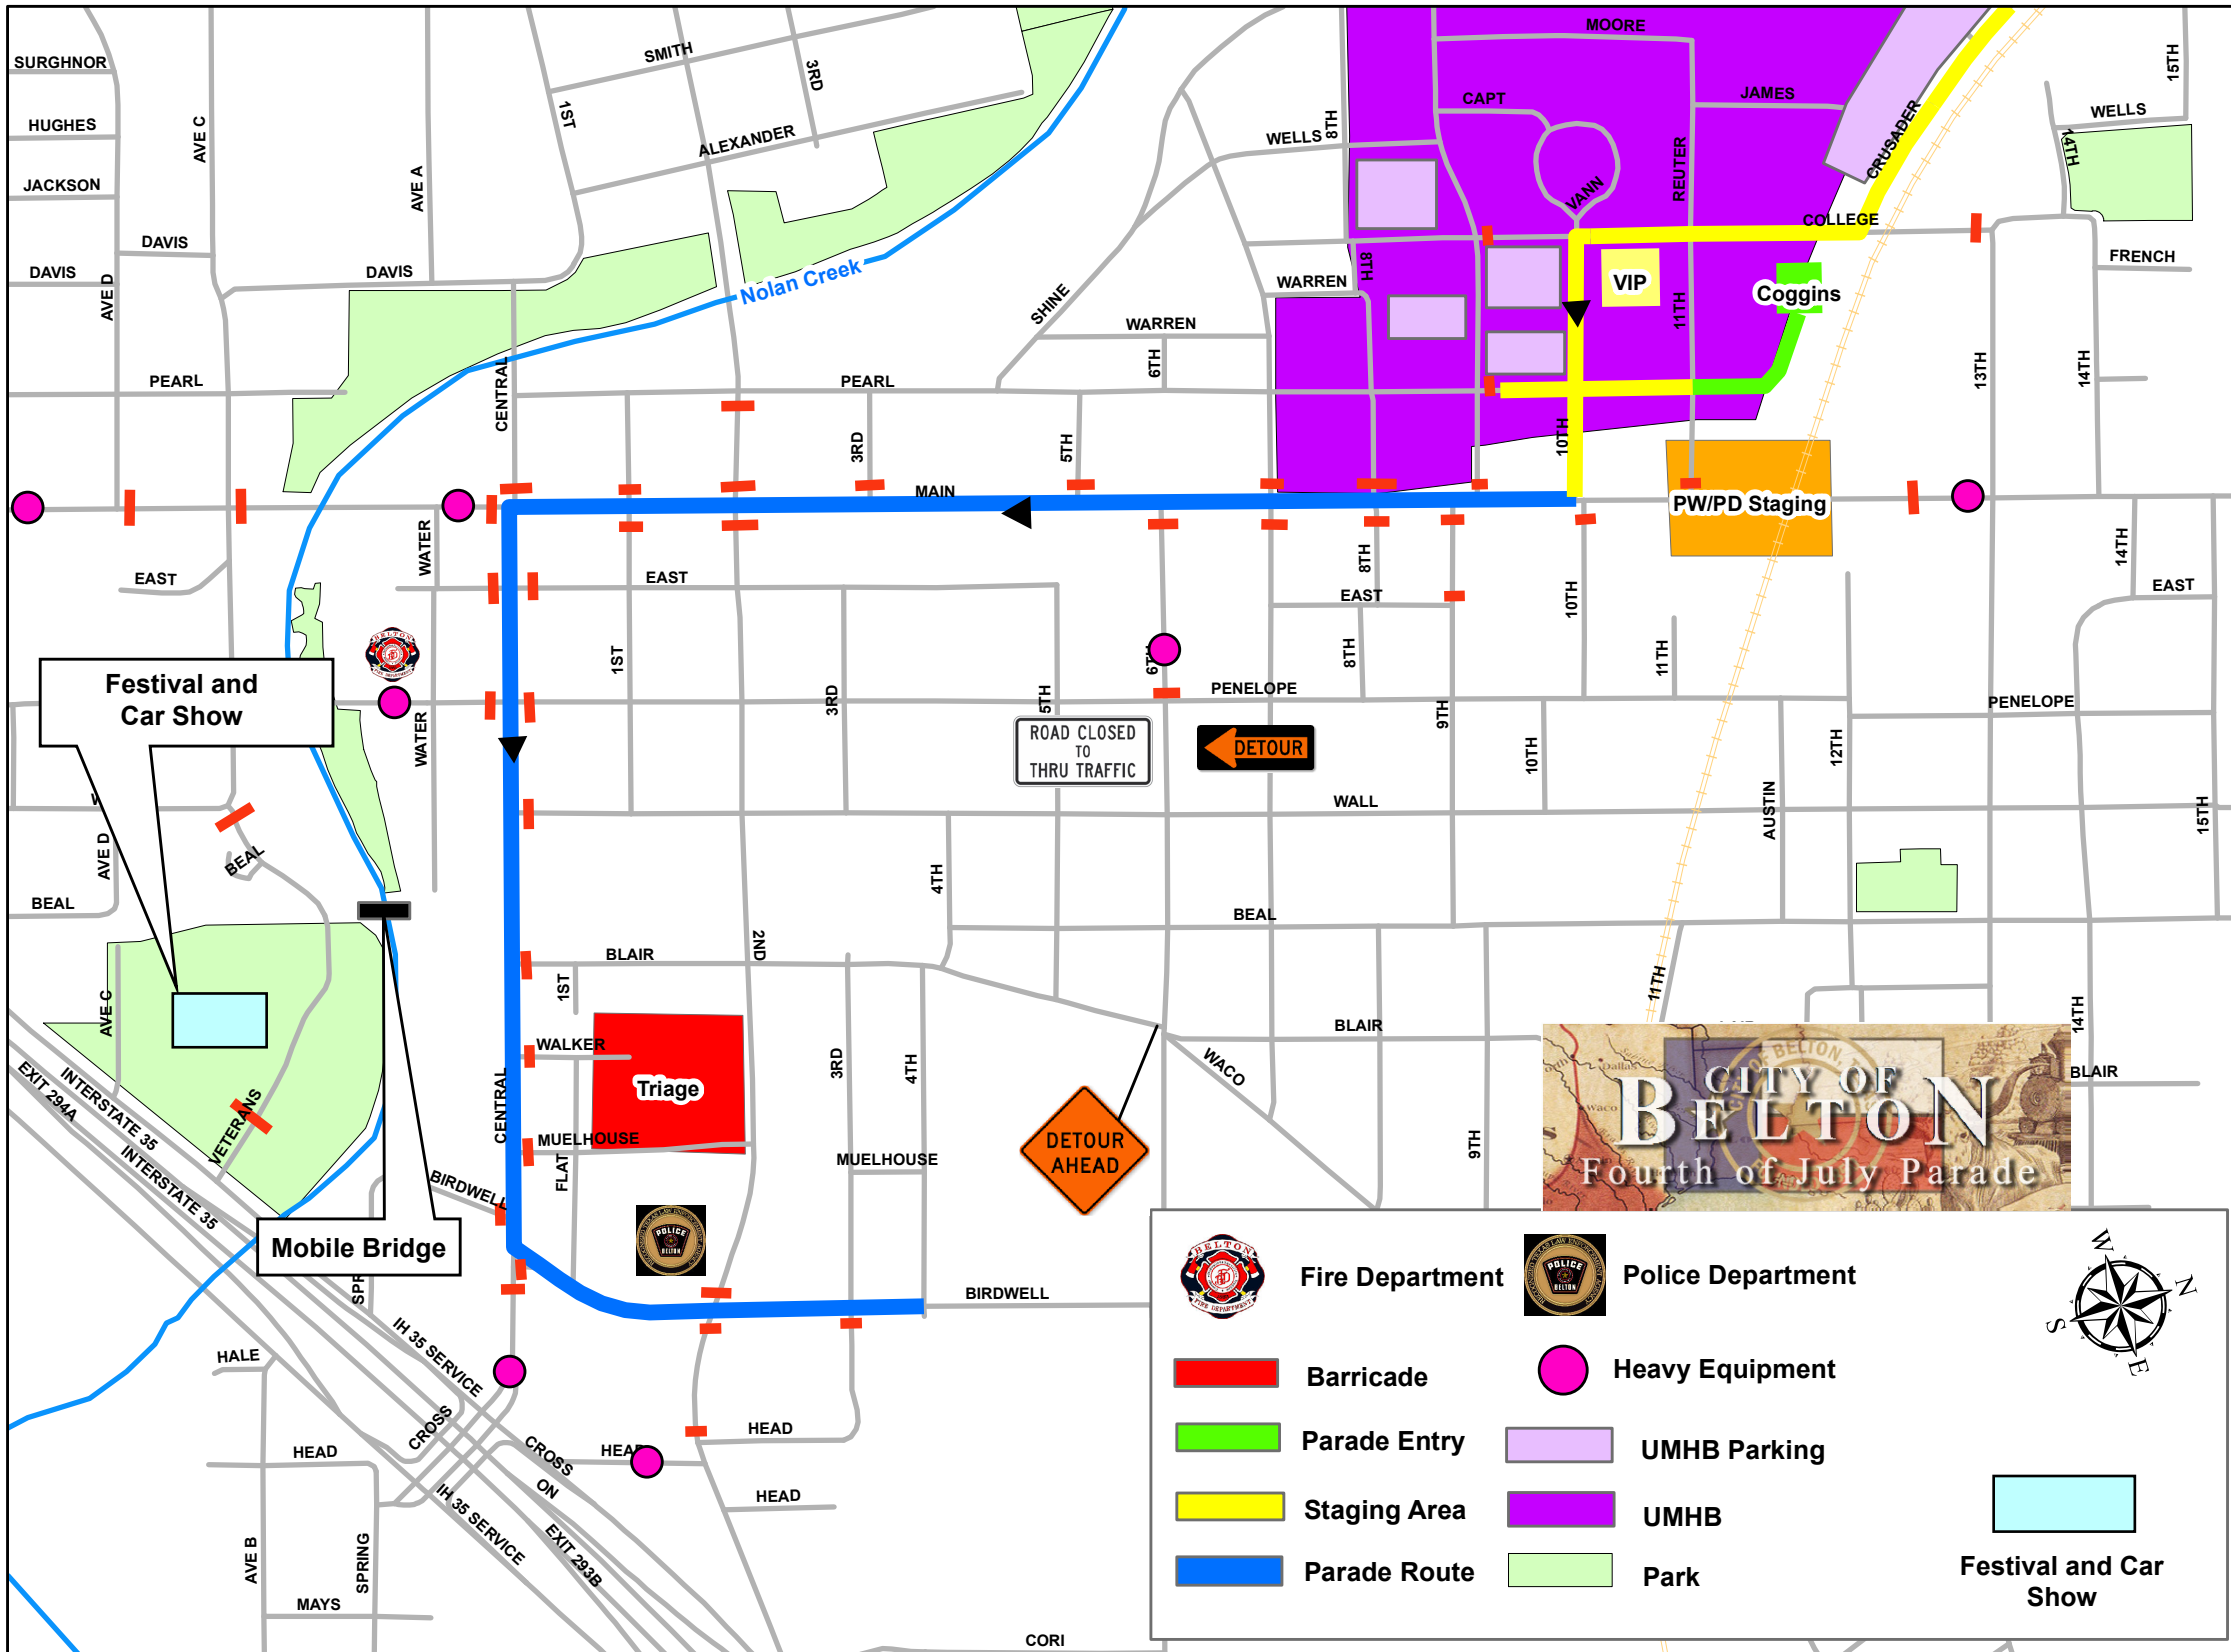 SURGHNOR
HUGHES
JACKSON
DAVIS
DAVIS
DAVIS
AVE C
AVE A
AVE D
1ST
SMITH
3RD
ALEXANDER
Nolan Creek
PEARL
CENTRAL
SHINE
WELLS
8TH
WARREN
WARREN
8TH
6TH
PEARL
3RD
5TH
MOORE
CAPT
JAMES
VANN
REUTER
CRUSADER
COLLEGE
VIP
11TH
Coggins
10TH
15TH
WELLS
14TH
FRENCH
13TH
14TH
MAIN
PW/PD Staging
WATER
EAST
EAST
8TH
EAST
10TH
14TH
EAST
1ST
3RD
5TH
6TH
8TH
PENELOPE
9TH
11TH
PENELOPE
Festival and
Car Show
WATER
ROAD CLOSED
TO
THRU TRAFFIC
DETOUR
10TH
12TH
WALL
AUSTIN
15TH
AVE D
BEAL
BEAL
4TH
BEAL
2ND
BLAIR
1ST
AVE C
11TH
14TH
BLAIR
WALKER
Triage
3RD
4TH
WACO
CENTRAL
MUELHOUSE
FLAT
MUELHOUSE
DETOUR
AHEAD
9TH
BLAIR
CITY OF
BELTON
Fourth of July Parade
EXIT 294A
INTERSTATE 35
INTERSTATE 35
VETERANS
BIRDWELL
Mobile Bridge
POLICE
BELTON
BIRDWELL
HALE
IH 35 SERVICE
CROSS
CROSS
HEAD
HEAD
ON
HEAD
HEAD
IH 35 SERVICE
EXIT 293B
AVE B
SPRING
MAYS
CORI
BELTON
FIRE DEPARTMENT
Fire Department
POLICE
BELTON
Police Department
W
N
S
E
Barricade
Heavy Equipment
Parade Entry
UMHB Parking
Staging Area
UMHB
Parade Route
Park
Festival and Car
Show